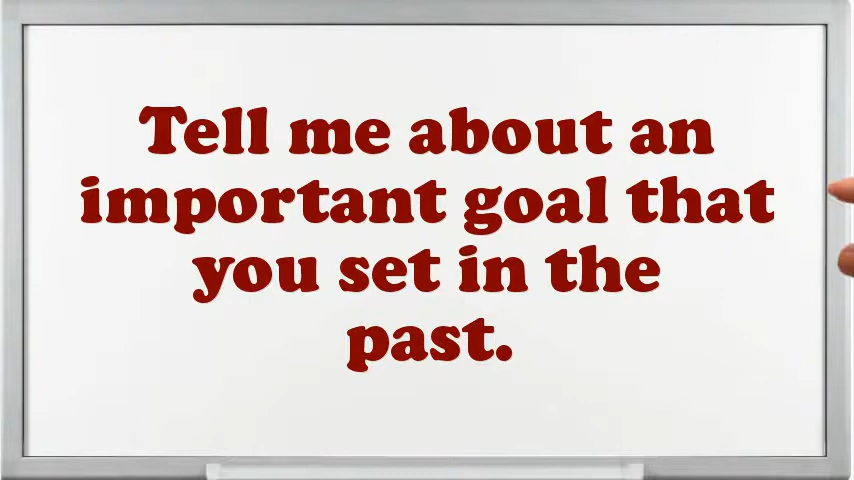 Tell me about an
important goal that
you set in the
past.